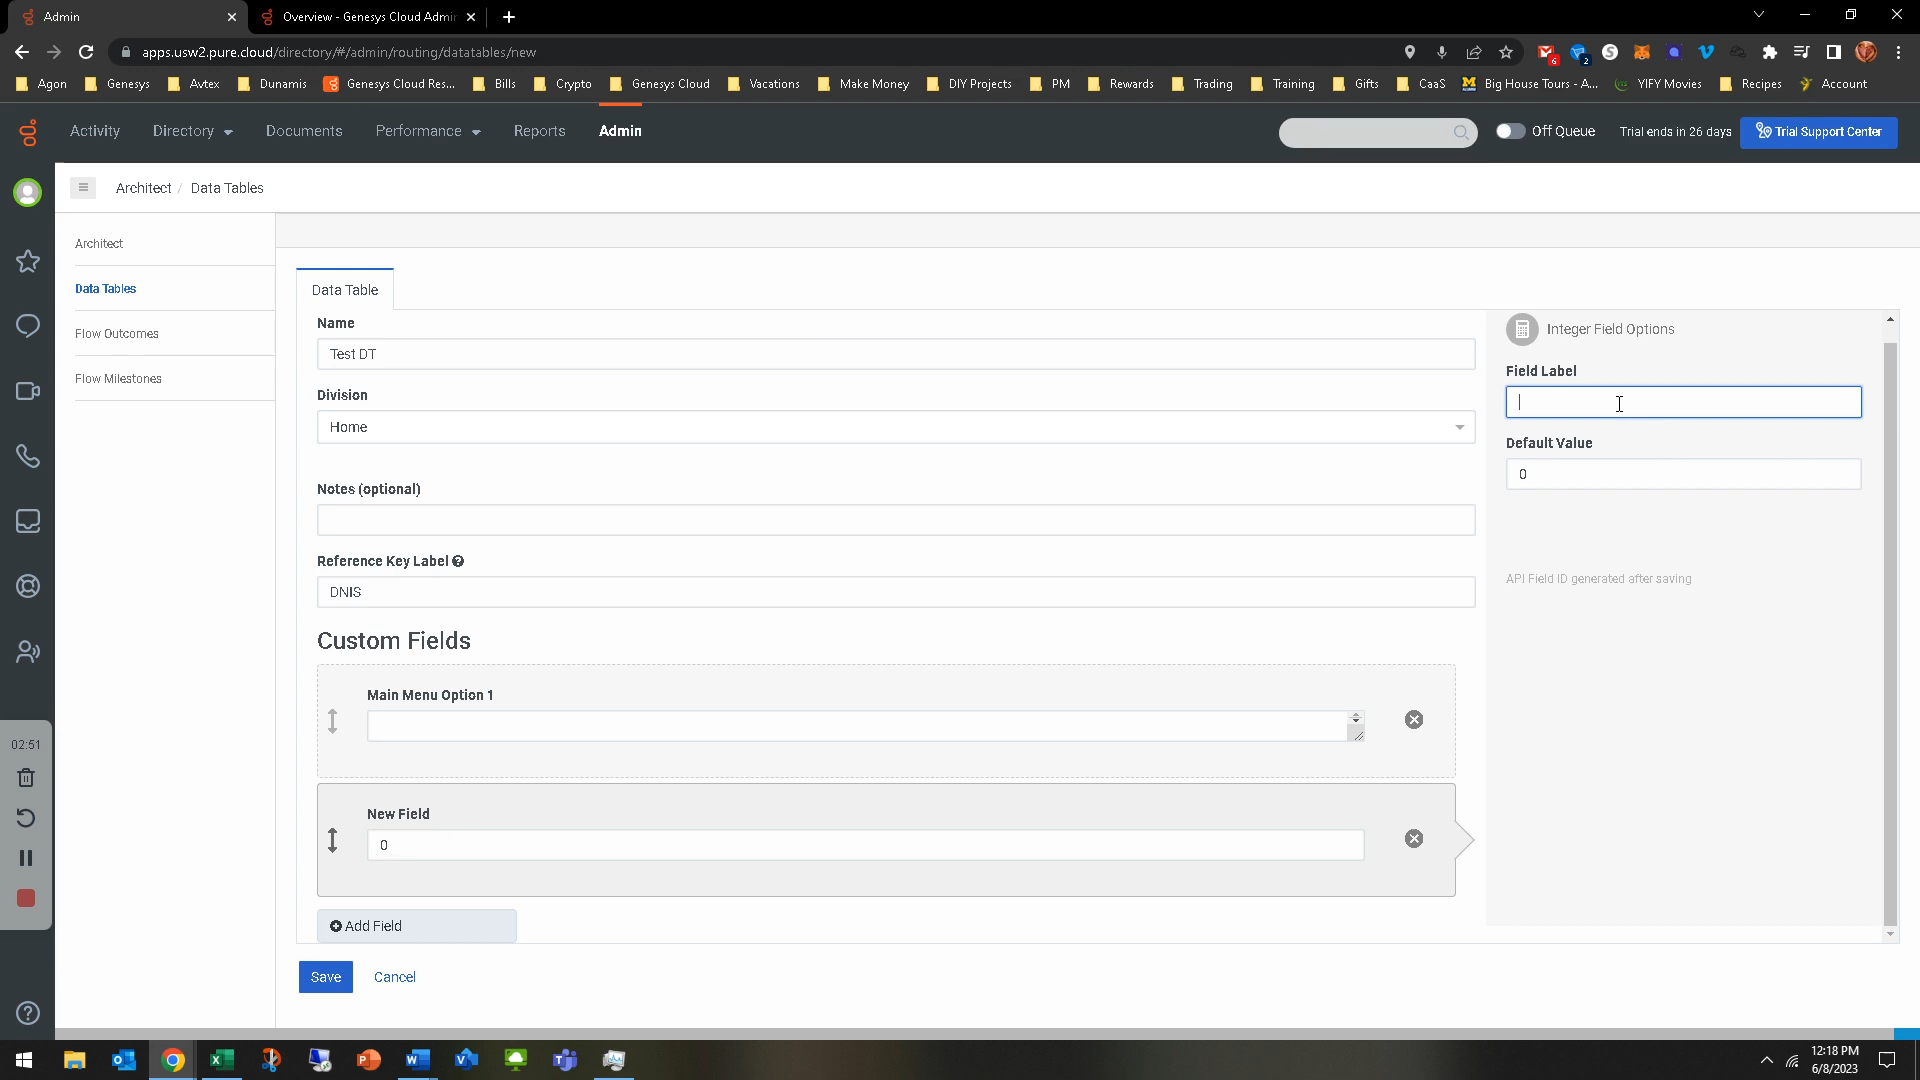 Admin
Overview - Genesys Cloud Admin
apps.usw2.pure.cloud/directory/#/admin/routing/datatables/new
6
2
Agon
Genesys
Avtex
Dunamis
Genesys Cloud Res...
Bills
Crypto
Genesys Cloud
Vacations
Make Money
DIY Projects
PM
Rewards
Trading
Training
Gifts
CaaS
Big House Tours - A...
YIFY Movies
Recipes
Account
Activity
Directory
Documents
Performance
Reports
Admin
Off Queue
Trial ends in 26 days
Trial Support Center
Architect / Data Tables
Architect
Data Tables
Flow Outcomes
Flow Milestones
Data Table
Name
Test DT
Division
Home
Notes (optional)
Reference Key Label
DNIS
Custom Fields
Main Menu Option 1
New Field
0
Add Field
Save
Cancel
Integer Field Options
Field Label
Default Value
0
API Field ID generated after saving
02:51
12:18 PM
6/8/2023